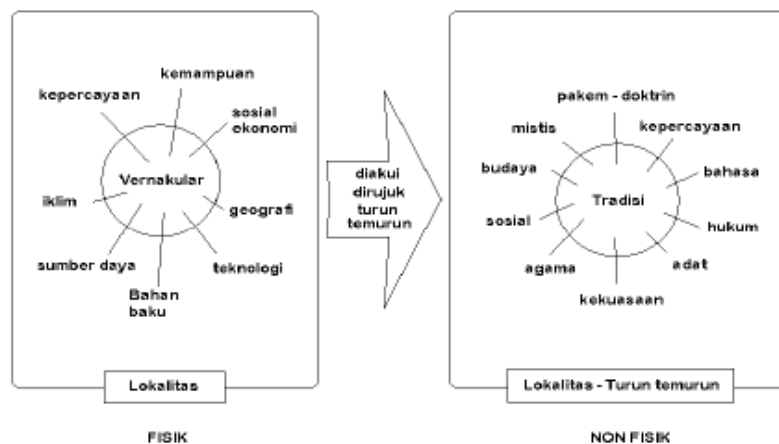 kemampuan
kepercayaan
sosial
ekonomi
Vernakular
iklim
geografi
sumber daya
teknologi
Bahan
baku
Lokalitas
FISIK
diakui
dirujuk
turun
temurun
pakem - doktrin
mistis
kepercayaan
budaya
bahasa
Tradisi
sosial
hukum
agama
adat
kekuasaan
Lokalitas - Turun temurun
NON FISIK